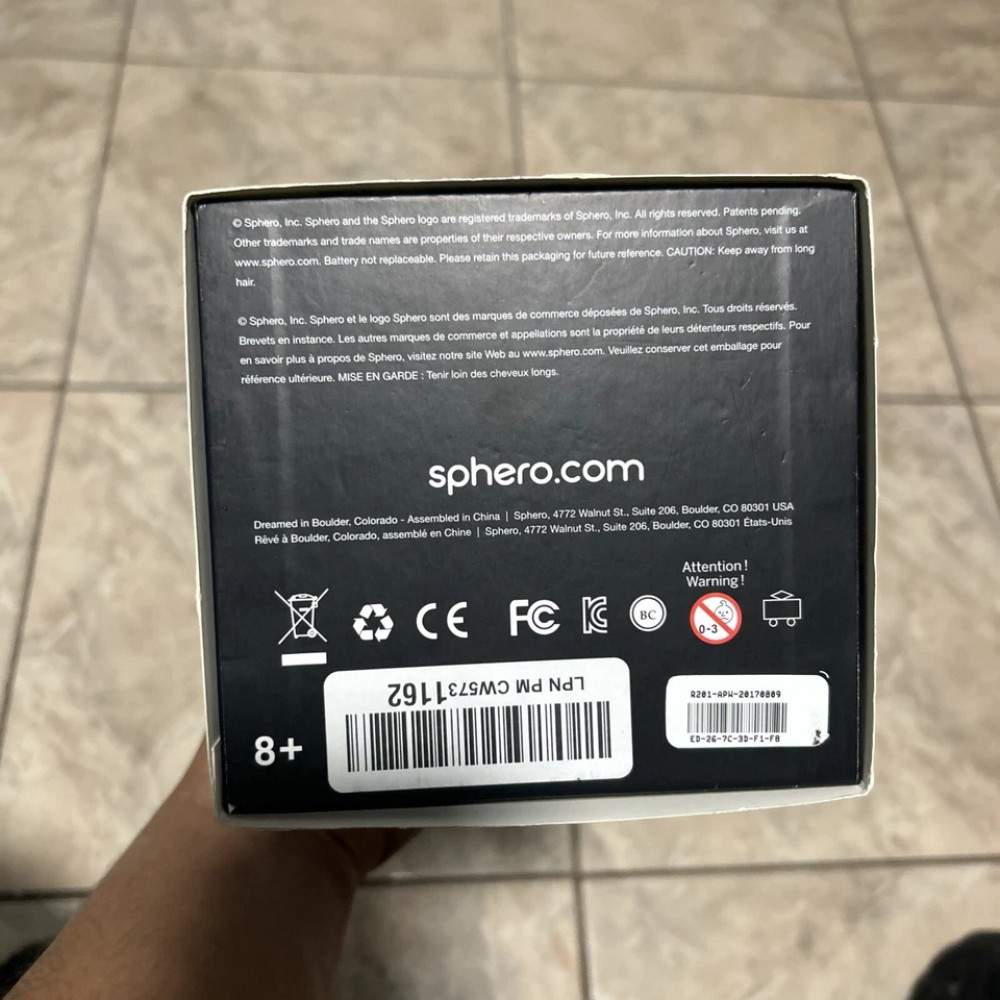 © Sphero, Inc. Sphero and the Sphero logo are registered trademarks of Sphero, Inc. All rights reserved. Patents pending.
Other trademarks and trade names are properties of their respective owners. For more information about Sphero, visit us at
www.sphero.com. Battery not replaceable. Please retain this packaging for future reference. CAUTION: Keep away from long
hair.
© Sphero, Inc. Sphero et le logo Sphero sont des marques de commerce déposées de Sphero, Inc. Tous droits réservés.
Brevets en instance. Les autres marques de commerce et appellations sont la propriété de leurs détenteurs respectifs. Pour
en savoir plus à propos de Sphero, visitez notre site Web au www.sphero.com. Veuillez conserver cet emballage pour
référence ultérieure. MISE EN GARDE : Tenir loin des cheveux longs.
sphero.com
Dreamed in Boulder, Colorado - Assembled in China | Sphero, 4772 Walnut St., Suite 206, Boulder, CO 80301 USA
Rêvé à Boulder, Colorado, assemblé en Chine | Sphero, 4772 Walnut St., Suite 206, Boulder, CO 80301 États-Unis
Attention !
Warning !
CE FC KC BC 0-3
8+
LPN PM CW5731162
R201-APW-20170809
ED-26-7C-3D-F1-F8